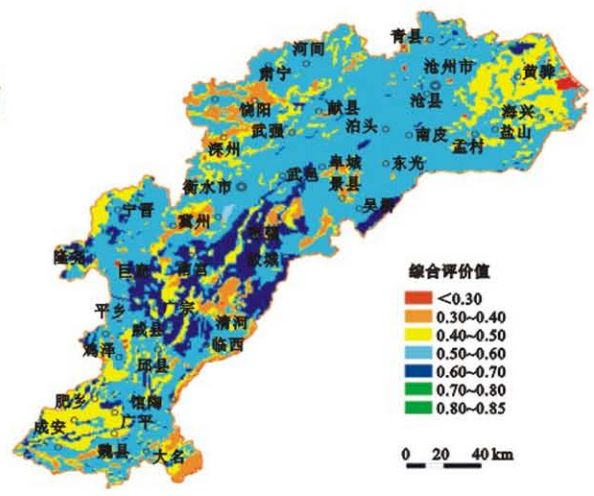 青县
河间
沧州市
黄骅
肃宁
沧县
饶阳
献县
海兴
武强
泊头
南皮
盐山
孟村
深州
阜城
东光
武邑
衡水市
景县
吴桥
宁晋
冀州
枣强
隆尧
巨鹿
南宫
故城
平乡
广宗
威县
清河
临西
鸡泽
邱县
肥乡
馆陶
成安
广平
魏县
大名
综合评价值
<0.30
0.30~0.40
0.40~0.50
0.50~0.60
0.60~0.70
0.70~0.80
0.80~0.85
0 20 40 km